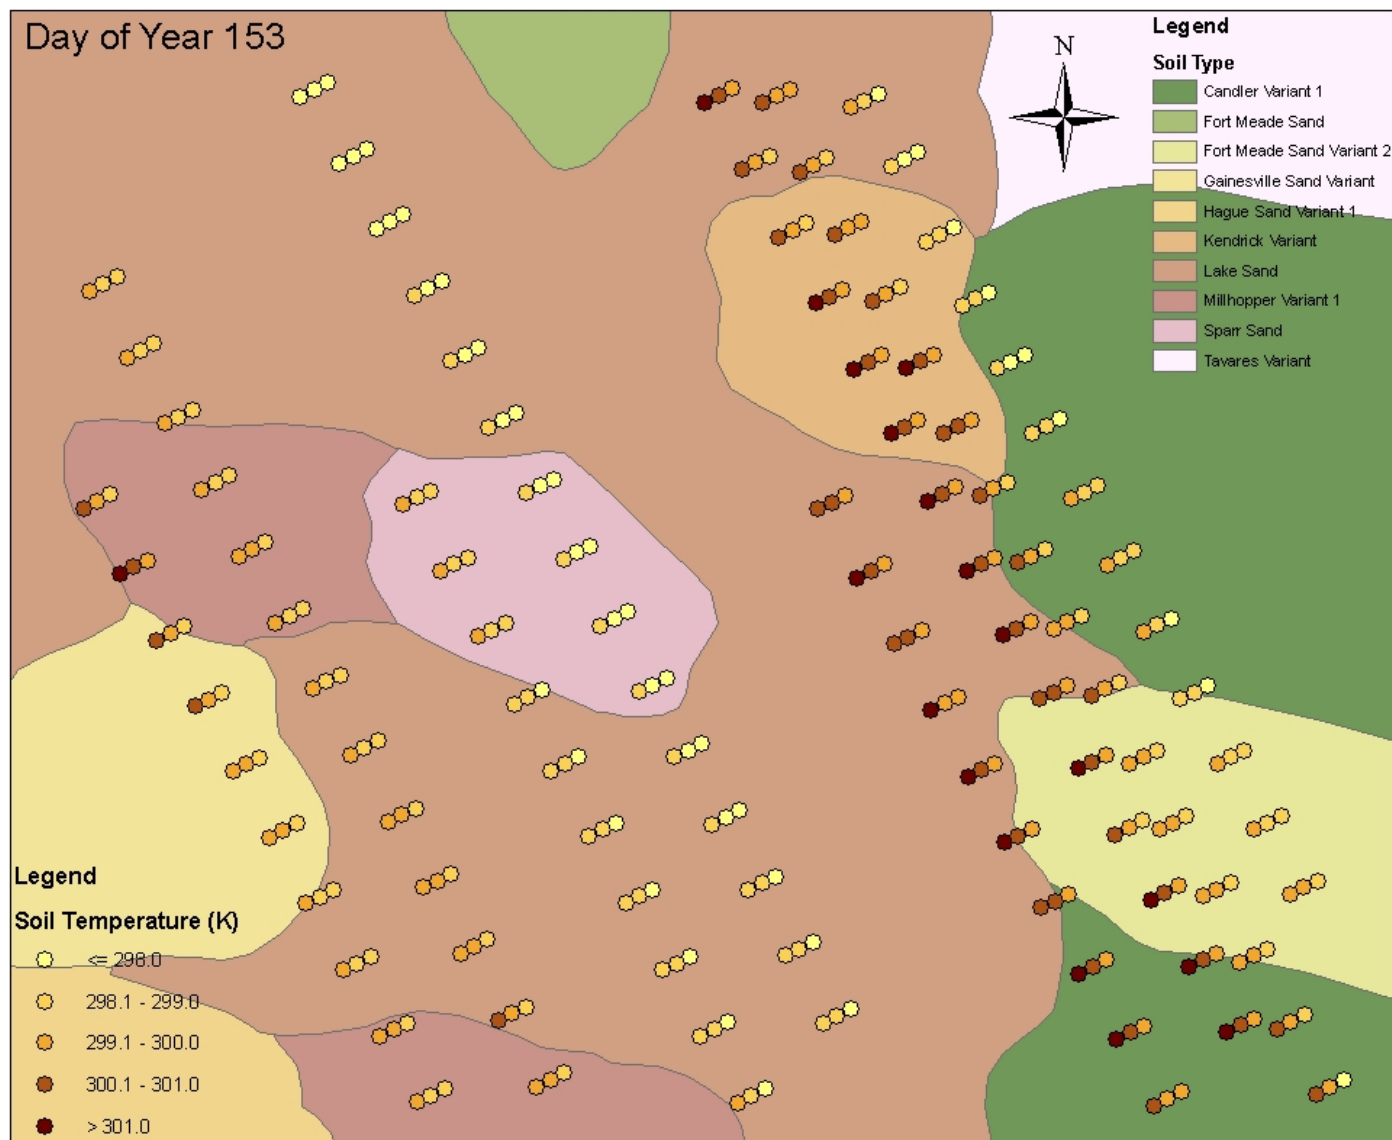 Day of Year 153
N
Legend
Soil Type
Candler Variant 1
Fort Meade Sand
Fort Meade Sand Variant 2
Gainesville Sand Variant
Hague Sand Variant 1
Kendrick Variant
Lake Sand
Millhopper Variant 1
Sparr Sand
Tavares Variant
Legend
Soil Temperature (K)
<= 298.0
298.1 - 299.0
299.1 - 300.0
300.1 - 301.0
> 301.0